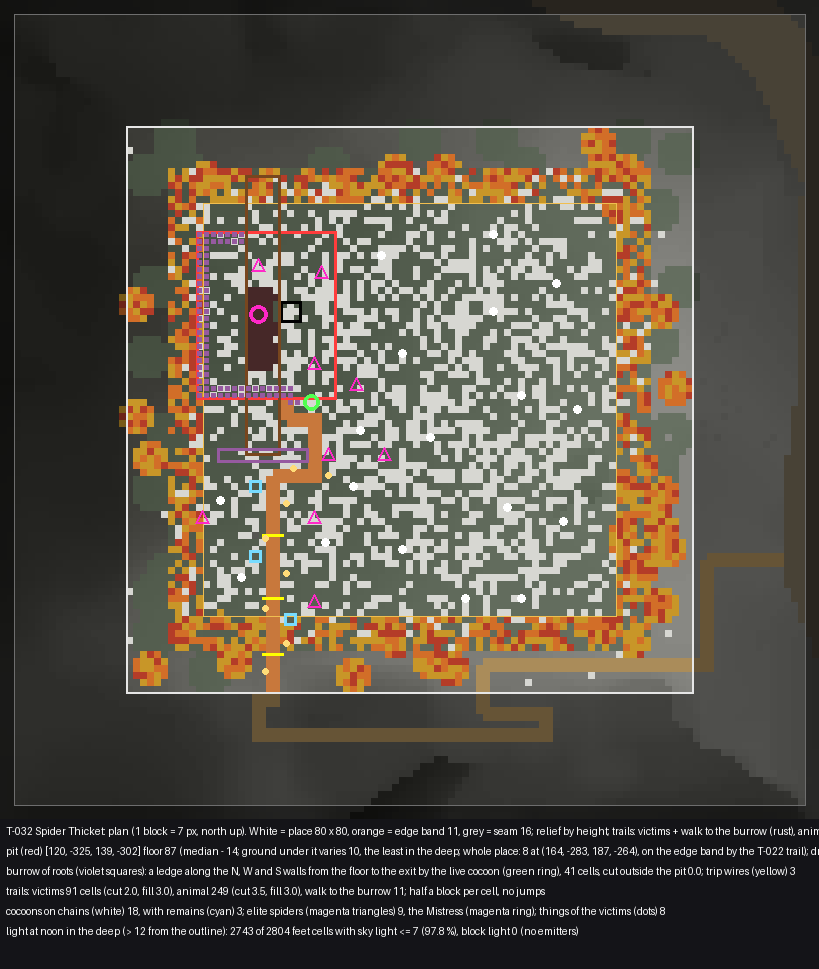 T-032 Spider Thicket: plan (1 block = 7 px, north up). White = place 80 x 80, orange = edge band 11, grey = seam 16; relief by height; trails: victims + walk to the burrow (rust), anim
pit (red) [120, -325, 139, -302] floor 87 (median - 14; ground under it varies 10, the least in the deep; whole place: 8 at (164, -283, 187, -264), on the edge band by the T-022 trail); dr
burrow of roots (violet squares): a ledge along the N, W and S walls from the floor to the exit by the live cocoon (green ring), 41 cells, cut outside the pit 0.0; trip wires (yellow) 3
trails: victims 91 cells (cut 2.0, fill 3.0), animal 249 (cut 3.5, fill 3.0), walk to the burrow 11; half a block per cell, no jumps
cocoons on chains (white) 18, with remains (cyan) 3; elite spiders (magenta triangles) 9, the Mistress (magenta ring); things of the victims (dots) 8
light at noon in the deep (> 12 from the outline): 2743 of 2804 feet cells with sky light <= 7 (97.8 %), block light 0 (no emitters)